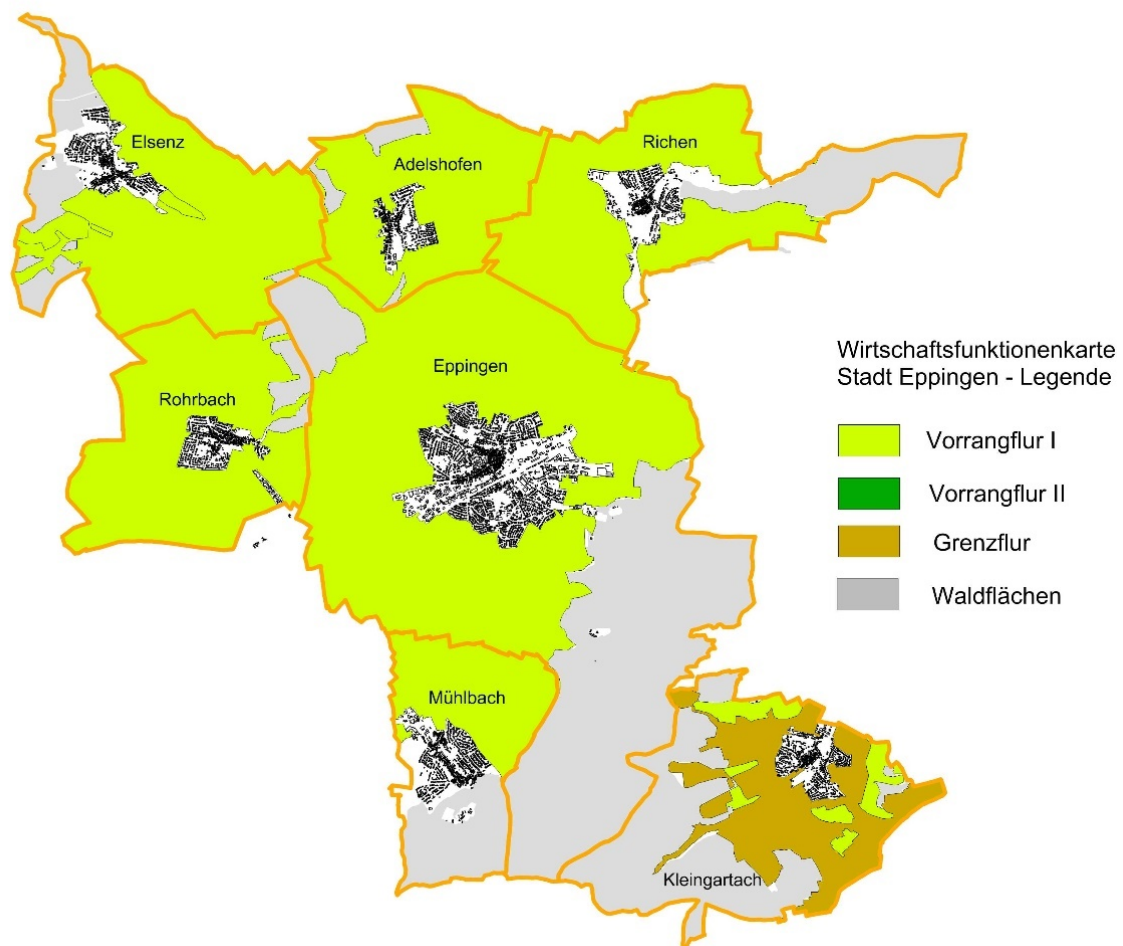 Elsenz
Adelshofen
Richen
Eppingen
Rohrbach
Mühlbach
Kleingartach
Wirtschaftsfunktionenkarte
Stadt Eppingen - Legende
Vorrangflur I
Vorrangflur II
Grenzflur
Waldflächen